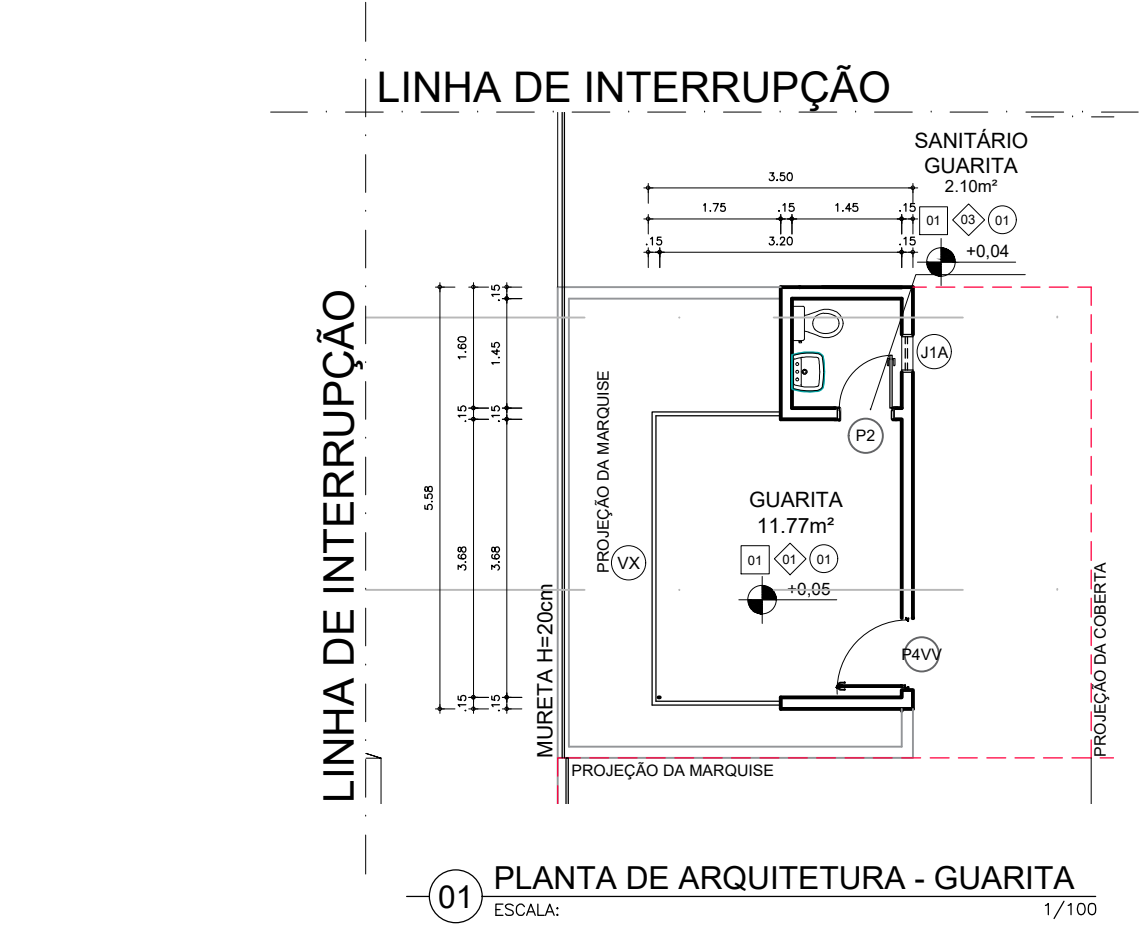 LINHA DE INTERRUPÇÃO
SANITÁRIO
GUARITA
2.10m²
01 03 01
+0,04
3.50
1.75 .15 1.45 .15
.15 3.20 .15
LINHA DE INTERRUPÇÃO
5.58
1.60
.15
3.68
.15
.15
1.45
.15
3.68
.15
J1A
P2
PROJEÇÃO DA MARQUISE
VX
GUARITA
11.77m²
01 01 01
+0,05
P4VV
MURETA H=20cm
PROJEÇÃO DA COBERTA
PROJEÇÃO DA MARQUISE
01
PLANTA DE ARQUITETURA - GUARITA
ESCALA: 1/100